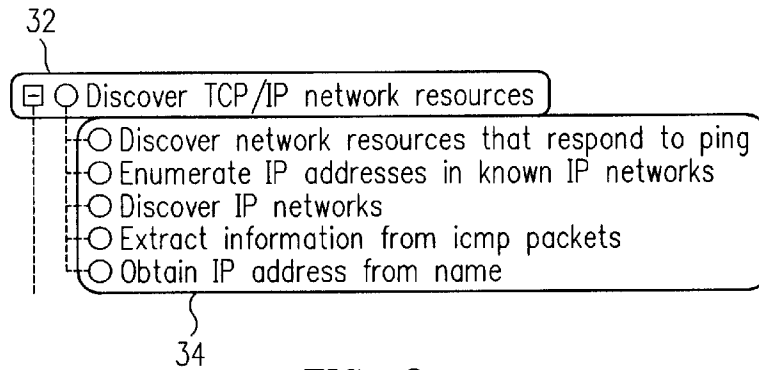 32
Discover TCP/IP network resources
Discover network resources that respond to ping
Enumerate IP addresses in known IP networks
Discover IP networks
Extract information from icmp packets
Obtain IP address from name
34